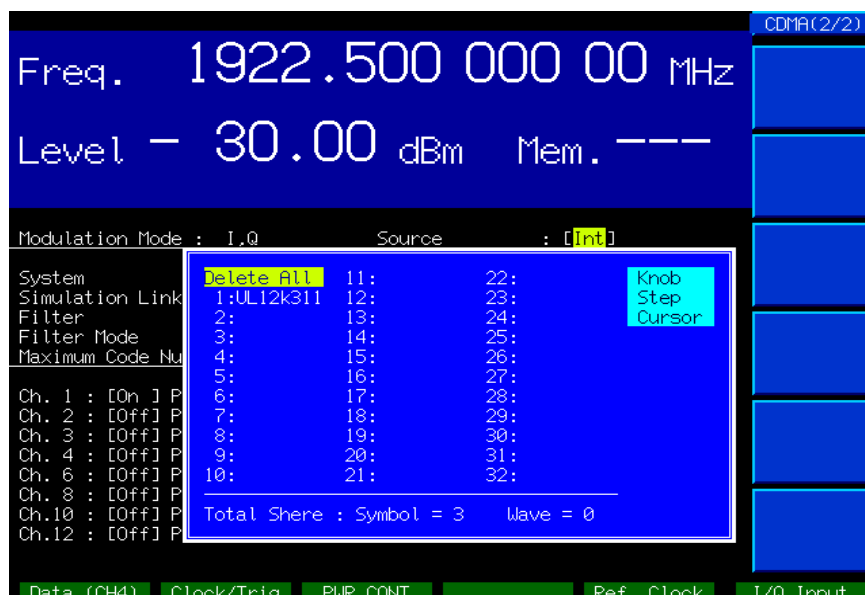 CDMA(2/2)
Freq. 1922.500 000 00 MHz
Level - 30.00 dBm Mem. ---
Modulation Mode : I,Q Source : [Int]
System
Simulation Link
Filter
Filter Mode
Maximum Code Nu
Ch. 1 : [On ] P
Ch. 2 : [Off] P
Ch. 3 : [Off] P
Ch. 4 : [Off] P
Ch. 6 : [Off] P
Ch. 8 : [Off] P
Ch.10 : [Off] P
Ch.12 : [Off] P
Delete All 11: 22: Knob
1:UL12k311 12: 23: Step
2: 13: 24: Cursor
3: 14: 25:
4: 15: 26:
5: 16: 27:
6: 17: 28:
7: 18: 29:
8: 19: 30:
9: 20: 31:
10: 21: 32:
Total Shere : Symbol = 3 Wave = 0
Data (CH4) Clock/Trig PWR CONT Ref. Clock I/Q Input